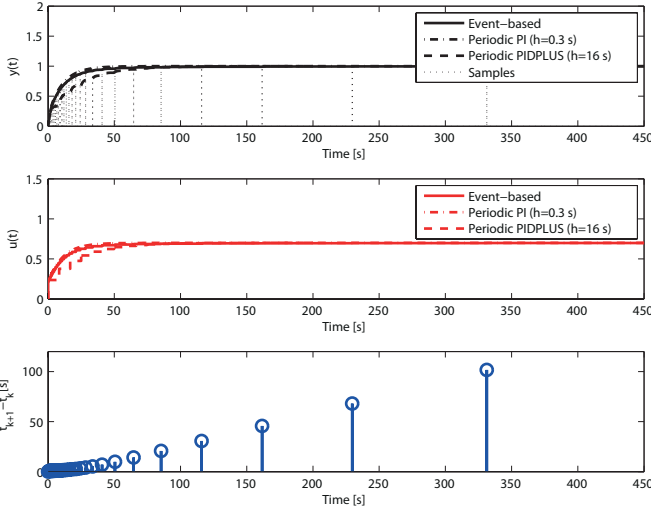 2
1.5
1
0.5
0
y(t)
Event−based
Periodic PI (h=0.3 s)
Periodic PIDPLUS (h=16 s)
Samples
0 50 100 150 200 250 300 350 400 450
Time [s]
1.5
1
0.5
0
u(t)
Event−based
Periodic PI (h=0.3 s)
Periodic PIDPLUS (h=16 s)
0 50 100 150 200 250 300 350 400 450
Time [s]
100
50
0
t_{k+1}−t_k[s]
0 50 100 150 200 250 300 350 400 450
Time [s]